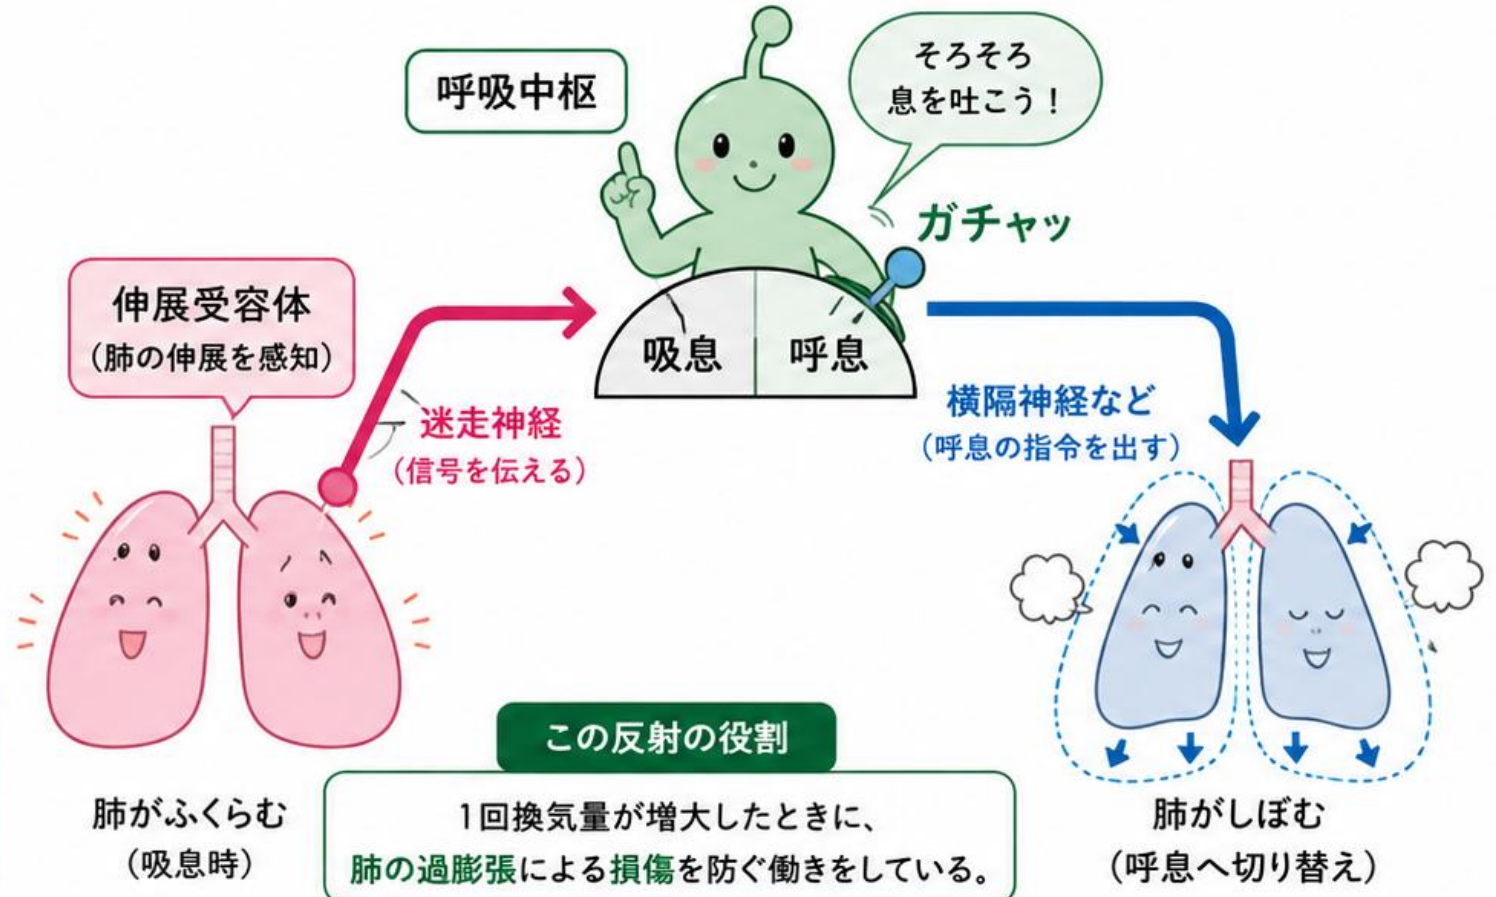 呼吸中枢
そろそろ
息を吐こう！
ガチャッ
伸展受容体
（肺の伸展を感知）
吸息
呼息
迷走神経
（信号を伝える）
横隔神経など
（呼息の指令を出す）
この反射の役割
1回換気量が増大したときに、
肺の過膨張による損傷を防ぐ働きをしている。
肺がふくらむ
（吸息時）
肺がしぼむ
（呼息へ切り替え）